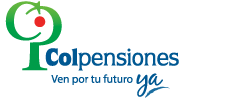 Colpensiones
Ven por tu futuro ya